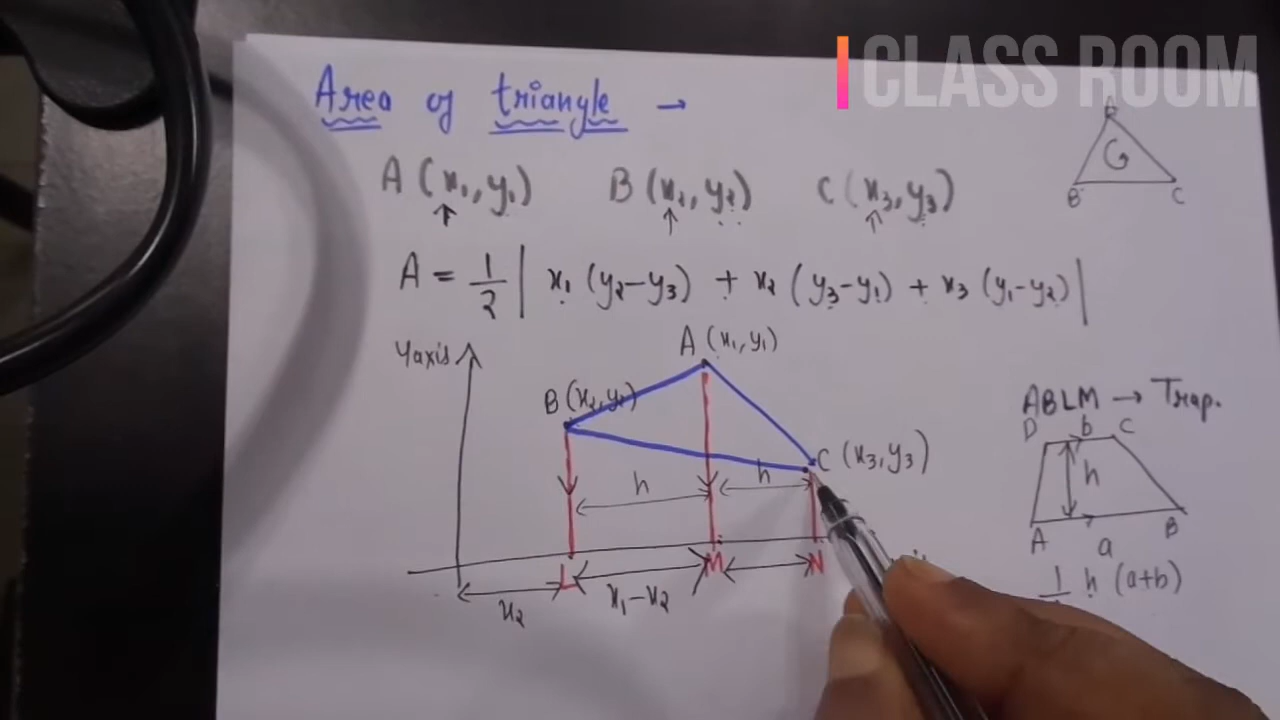 CLASS ROOM
Area of triangle →
A (x₁, y₁) B (x₂, y₂) C (x₃, y₃)
A
G
B C
A = 1/2 | x₁ (y₂-y₃) + x₂ (y₃-y₁) + x₃ (y₁-y₂) |
Y axis
A (x₁, y₁)
B (x₂, y₂)
C (x₃, y₃)
h h
L M N
x₂ x₁-x₂
ABLM → Trap.
D b C
h
A a B
1 h (a+b)